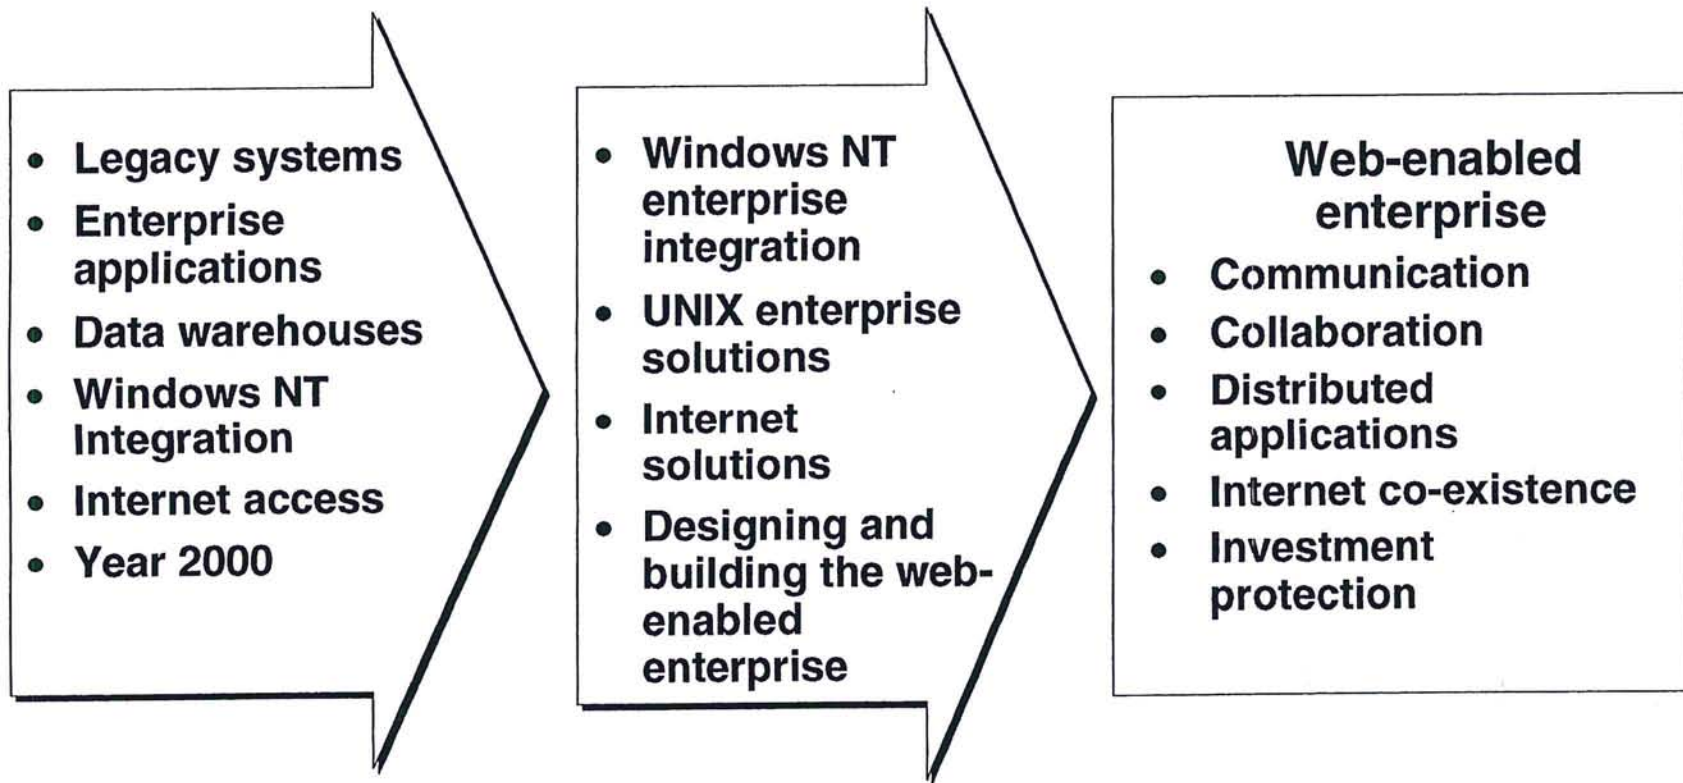 • Legacy systems
• Enterprise
applications
• Data warehouses
• Windows NT
Integration
• Internet access
• Year 2000
• Windows NT
enterprise
integration
• UNIX enterprise
solutions
• Internet
solutions
• Designing and
building the web-
enabled
enterprise
Web-enabled
enterprise
• Communication
• Collaboration
• Distributed
applications
• Internet co-existence
• Investment
protection